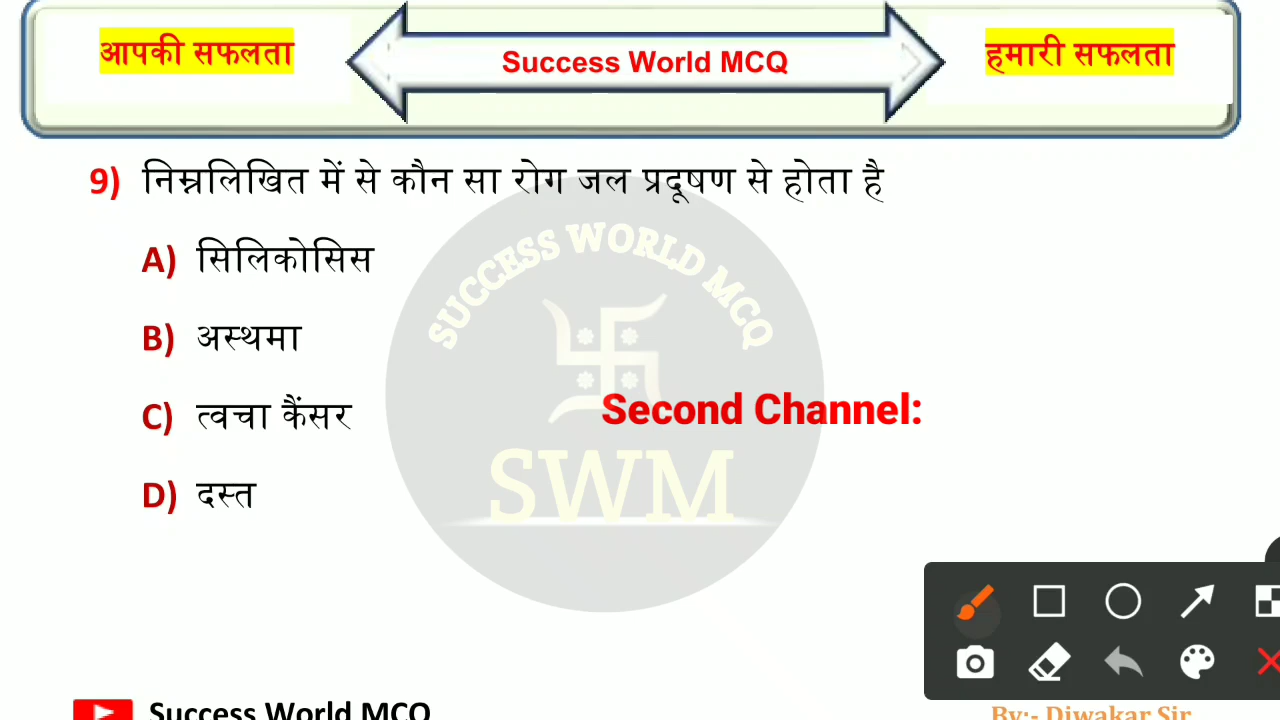 आपकी सफलता
Success World MCQ
हमारी सफलता
9) निम्नलिखित में से कौन सा रोग जल प्रदूषण से होता है
A) सिलिकोसिस
B) अस्थमा
C) त्वचा कैंसर
D) दस्त
SUCCESS WORLD MCQ
SWM
Second Channel:
Success World MCQ
By:- Diwakar Sir